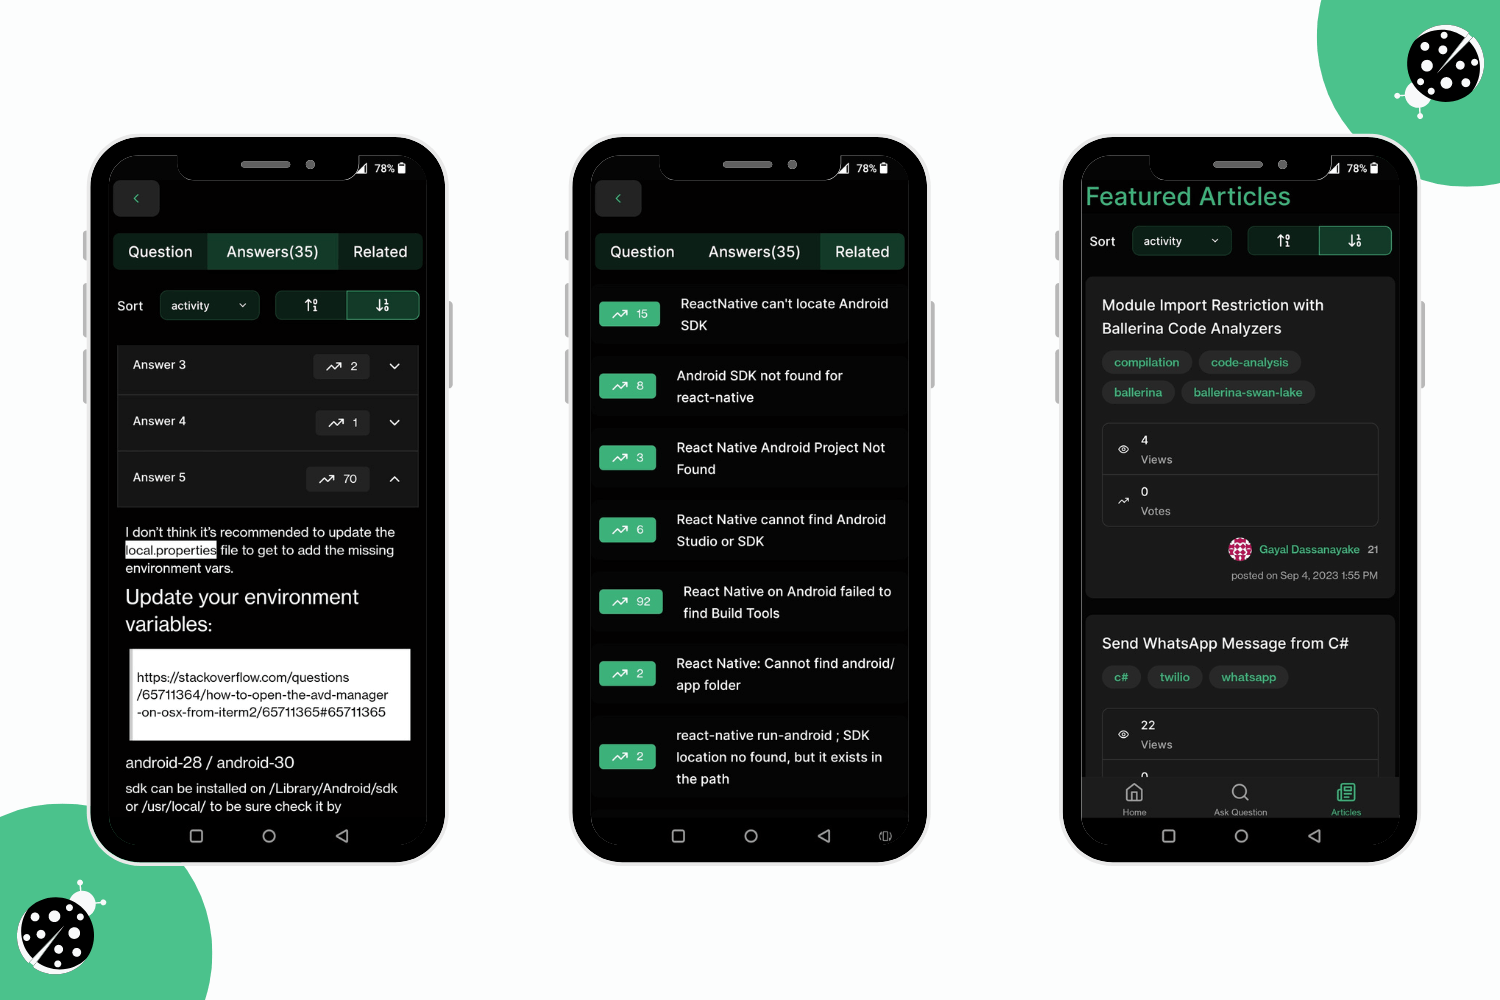 78%
Question Answers(35) Related
Sort activity
Answer 3 2
Answer 4 1
Answer 5 70
I don't think it's recommended to update the
local.properties file to get to add the missing
environment vars.
Update your environment
variables:
https://stackoverflow.com/questions
/65711364/how-to-open-the-avd-manager
-on-osx-from-iterm2/65711365#65711365
android-28 / android-30
sdk can be installed on /Library/Android/sdk
or /usr/local/ to be sure check it by
78%
Question Answers(35) Related
15 ReactNative can't locate Android
SDK
8 Android SDK not found for
react-native
3 React Native Android Project Not
Found
6 React Native cannot find Android
Studio or SDK
92 React Native on Android failed to
find Build Tools
2 React Native: Cannot find android/
app folder
2 react-native run-android ; SDK
location no found, but it exists in
the path
78%
Featured Articles
Sort activity
Module Import Restriction with
Ballerina Code Analyzers
compilation code-analysis
ballerina ballerina-swan-lake
4
Views
0
Votes
Gayal Dassanayake 21
posted on Sep 4, 2023 1:55 PM
Send WhatsApp Message from C#
c# twilio whatsapp
22
Views
0
Home Ask Question Articles